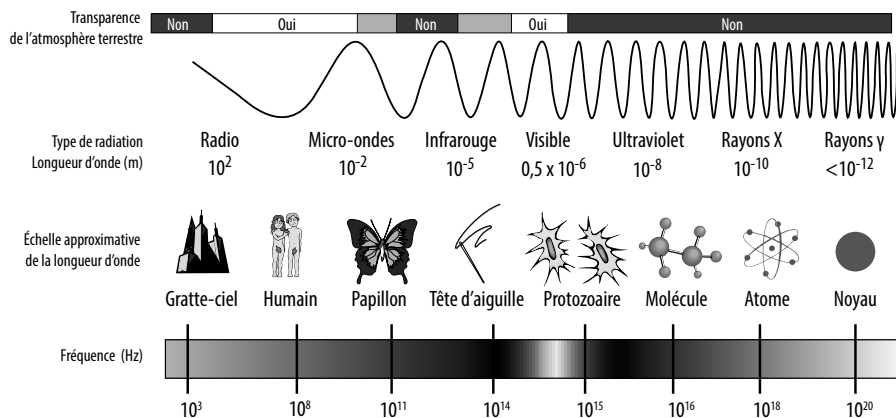 Transparence
de l'atmosphère terrestre
Non Oui Non Oui Non
Type de radiation
Longueur d'onde (m)
Radio Micro-ondes Infrarouge Visible Ultraviolet Rayons X Rayons γ
10² 10⁻² 10⁻⁵ 0,5 x 10⁻⁶ 10⁻⁸ 10⁻¹⁰ <10⁻¹²
Échelle approximative
de la longueur d'onde
Gratte-ciel Humain Papillon Tête d'aiguille Protozoaire Molécule Atome Noyau
Fréquence (Hz)
10³ 10⁸ 10¹¹ 10¹⁴ 10¹⁵ 10¹⁶ 10¹⁸ 10²⁰